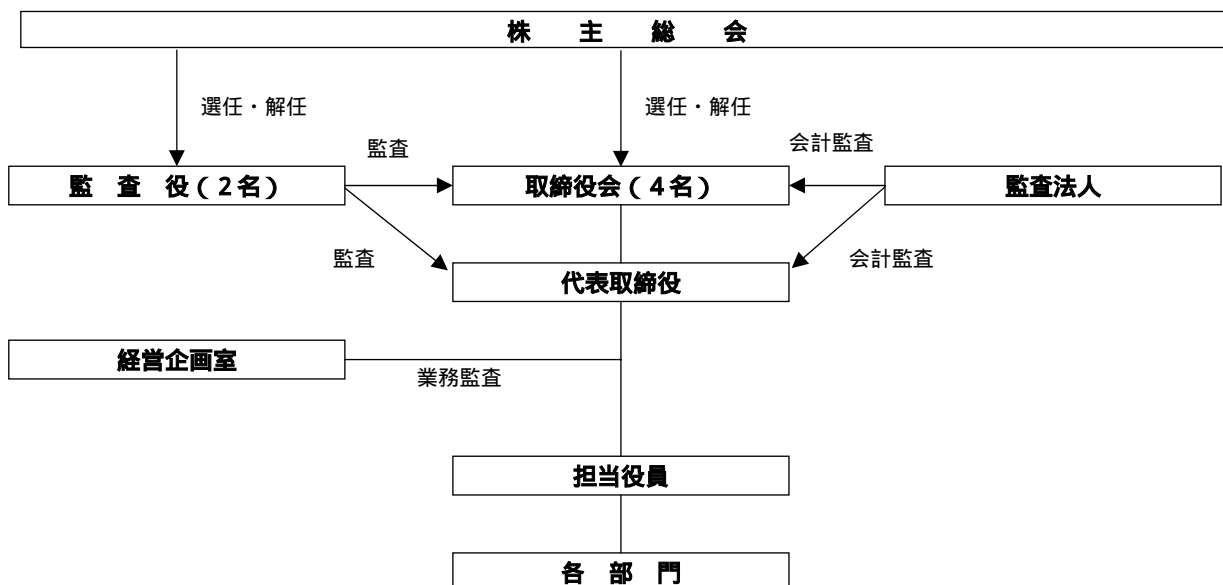 株 主 総 会
選任・解任
選任・解任
監査
会計監査
監 査 役(2名)
取締役会(4名)
監査法人
監査
会計監査
代表取締役
経営企画室
業務監査
担当役員
各 部 門